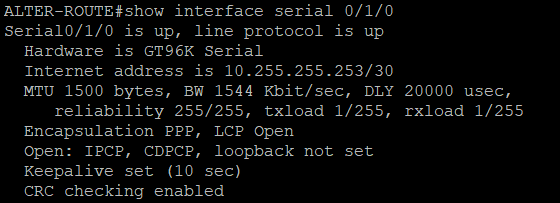 ALTER-ROUTE#show interface serial 0/1/0
Serial0/1/0 is up, line protocol is up
Hardware is GT96K Serial
Internet address is 10.255.255.253/30
MTU 1500 bytes, BW 1544 Kbit/sec, DLY 20000 usec,
reliability 255/255, txload 1/255, rxload 1/255
Encapsulation PPP, LCP Open
Open: IPCP, CDPCP, loopback not set
Keepalive set (10 sec)
CRC checking enabled